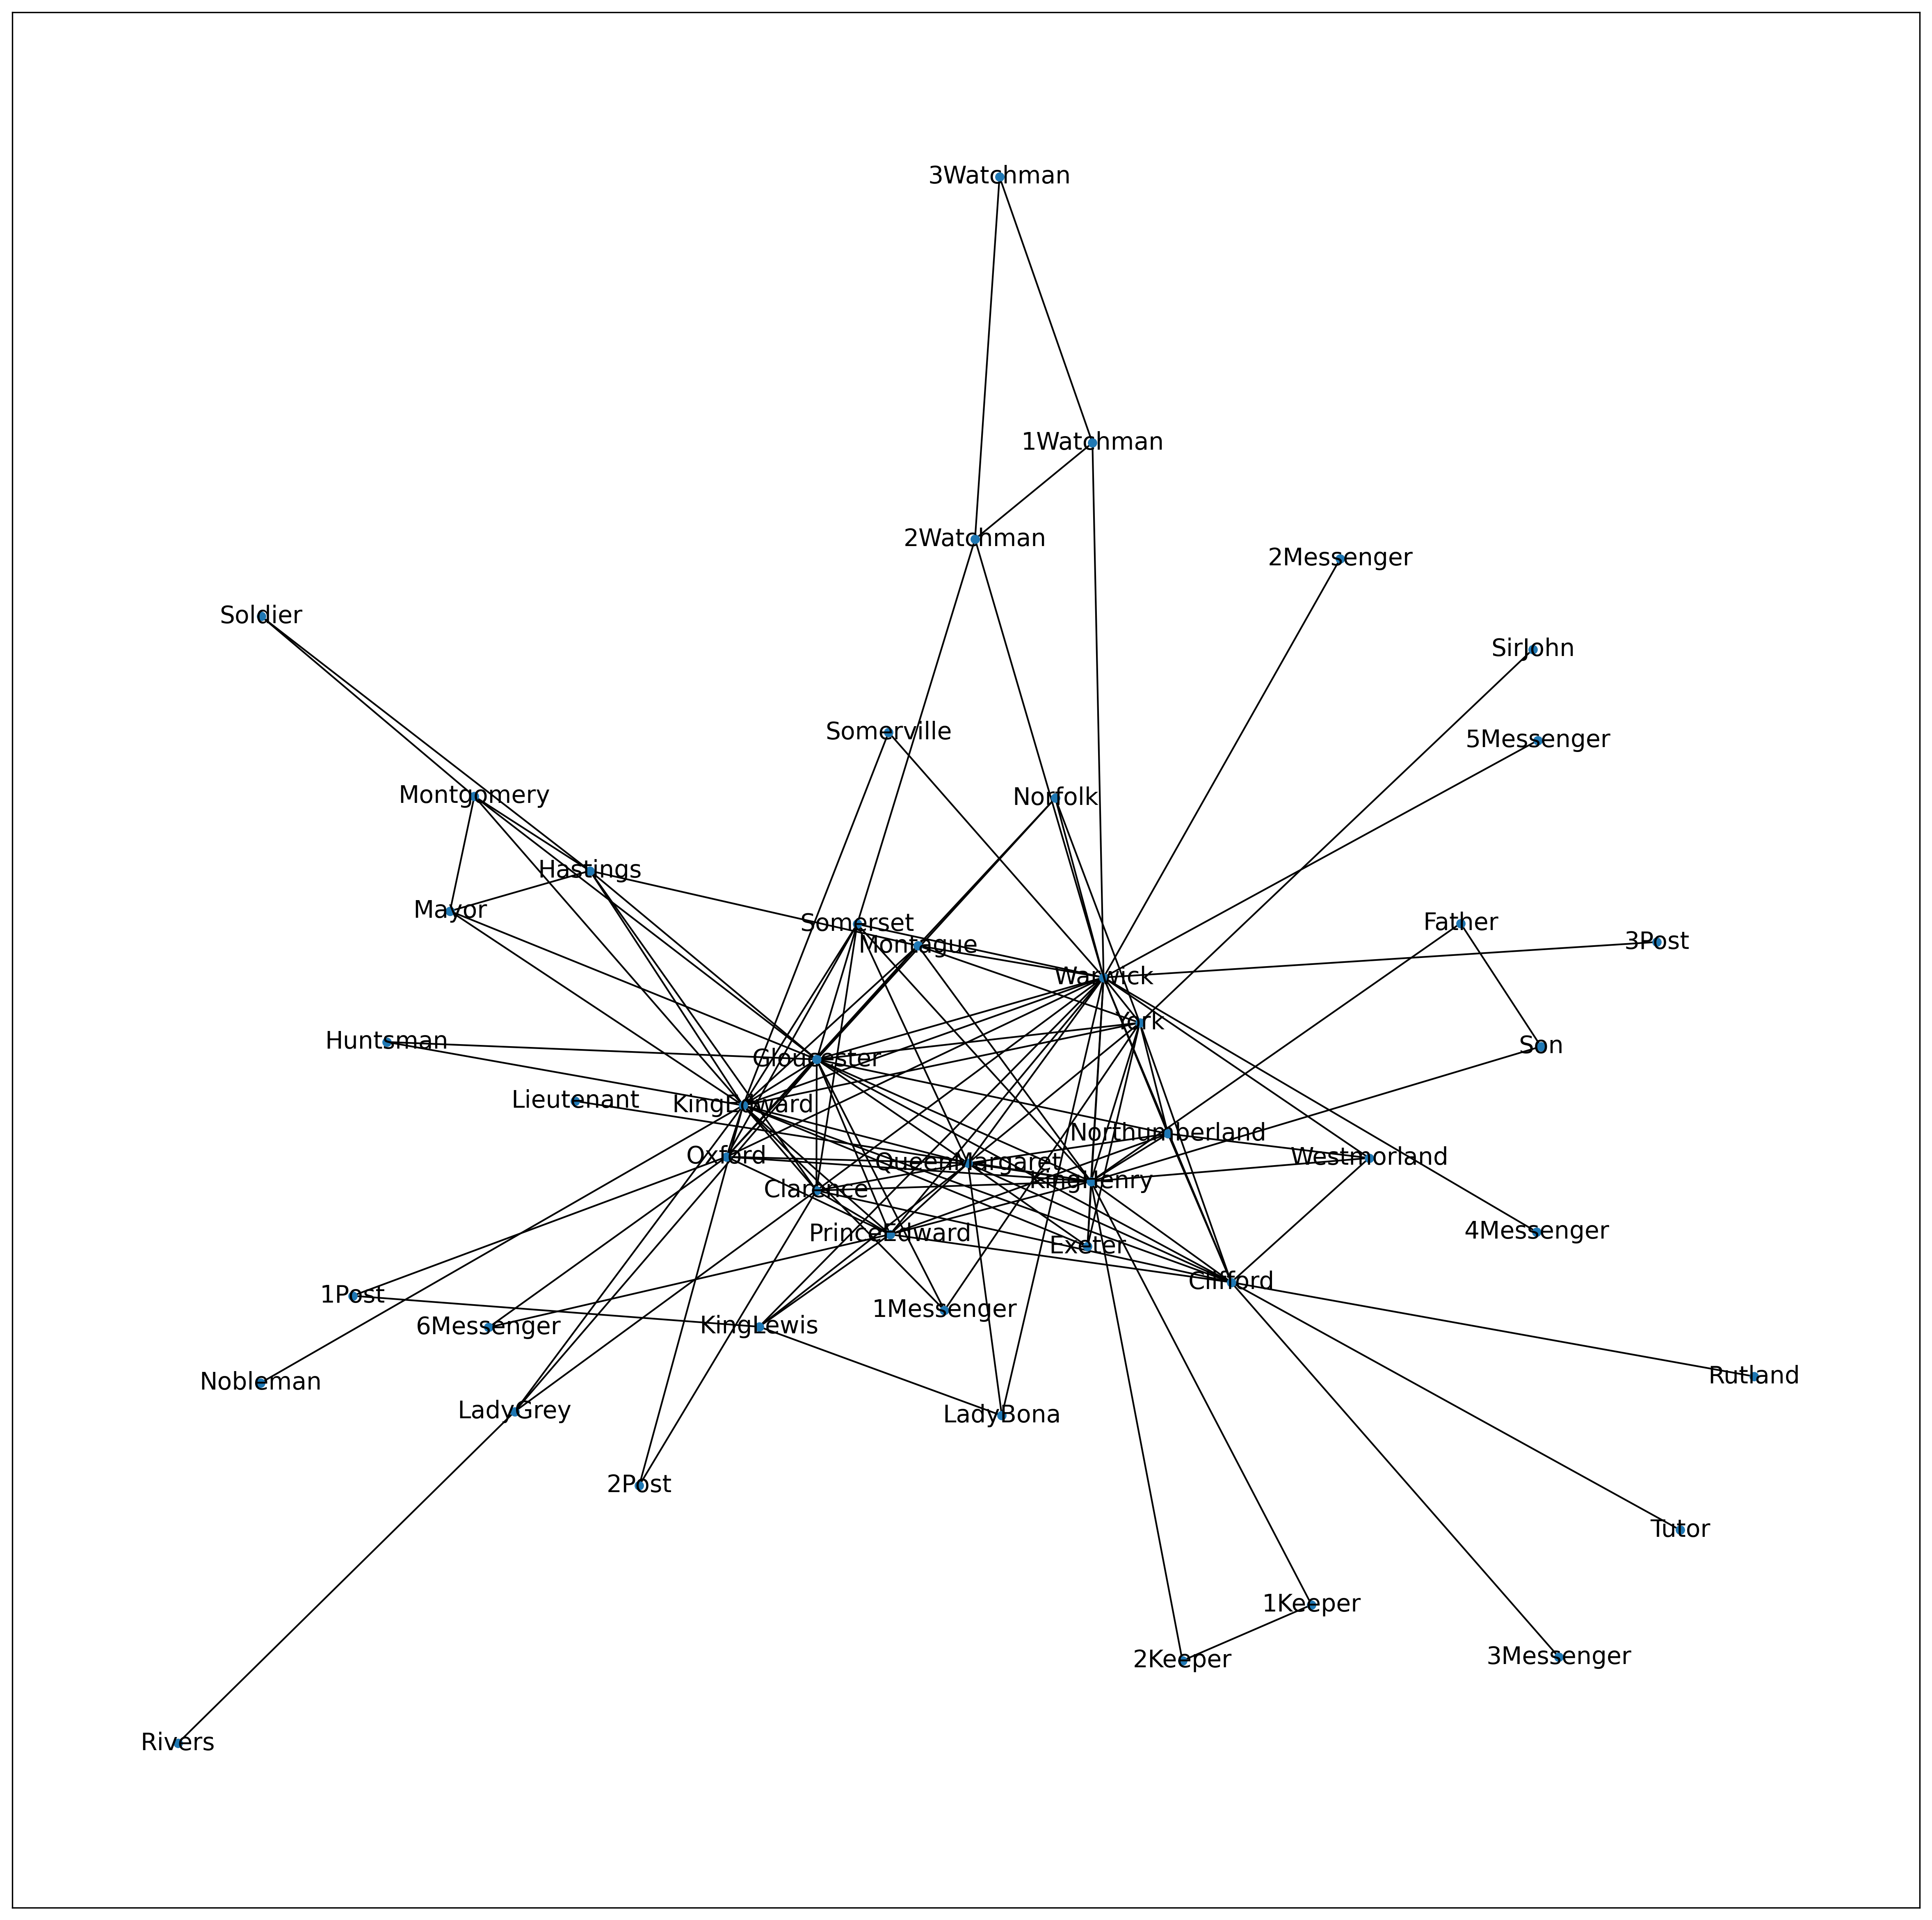 3Watchman
1Watchman
2Watchman
2Messenger
Soldier
SirJohn
Somerville
5Messenger
Montgomery
Norfolk
Hastings
Mayor
Somerset
Father
3Post
Montague
Warwick
York
Huntsman
Son
Gloucester
Lieutenant
KingEdward
Northumberland
Oxford
Westmorland
QueenMargaret
KingHenry
Clarence
PrinceEdward
4Messenger
Exeter
Clifford
1Post
1Messenger
6Messenger
KingLewis
Nobleman
Rutland
LadyGrey
LadyBona
2Post
Tutor
1Keeper
2Keeper
3Messenger
Rivers